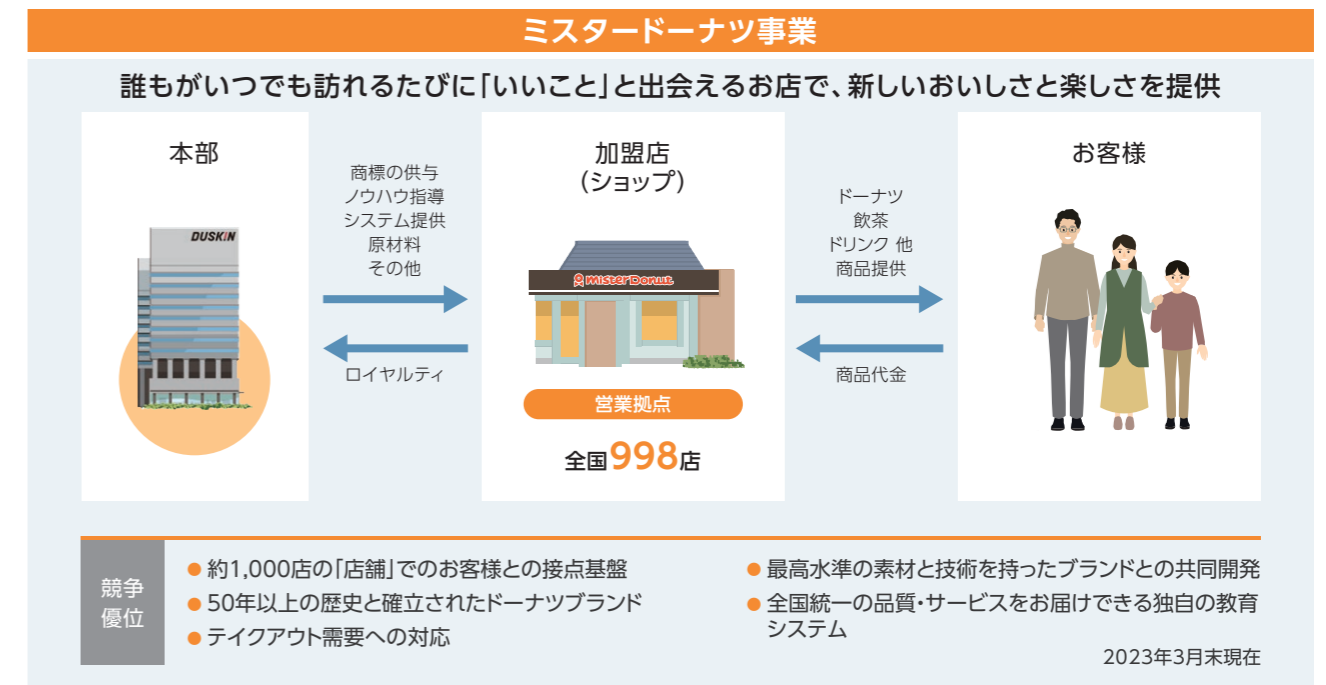 ミスタードーナツ事業
誰もがいつでも訪れるたびに「いいこと」と出会えるお店で、新しいおいしさと楽しさを提供
本部
DUSKIN
商標の供与
ノウハウ指導
システム提供
原材料
その他
ロイヤルティ
加盟店
(ショップ)
misterDonut
営業拠点
全国998店
ドーナツ
飲茶
ドリンク 他
商品提供
商品代金
お客様
競争
優位
● 約1,000店の「店舗」でのお客様との接点基盤
● 50年以上の歴史と確立されたドーナツブランド
● テイクアウト需要への対応
● 最高水準の素材と技術を持ったブランドとの共同開発
● 全国統一の品質・サービスをお届けできる独自の教育
システム
2023年3月末現在